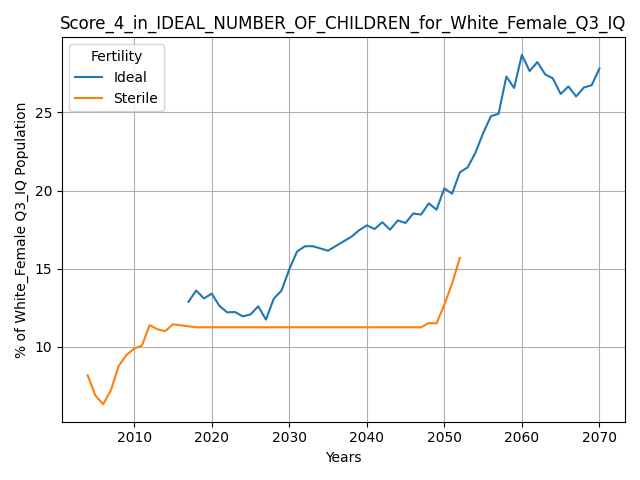 Score_4_in_IDEAL_NUMBER_OF_CHILDREN_for_White_Female_Q3_IQ
Fertility
Ideal
Sterile
% of White_Female Q3_IQ Population
25
20
15
10
2010 2020 2030 2040 2050 2060 2070
Years